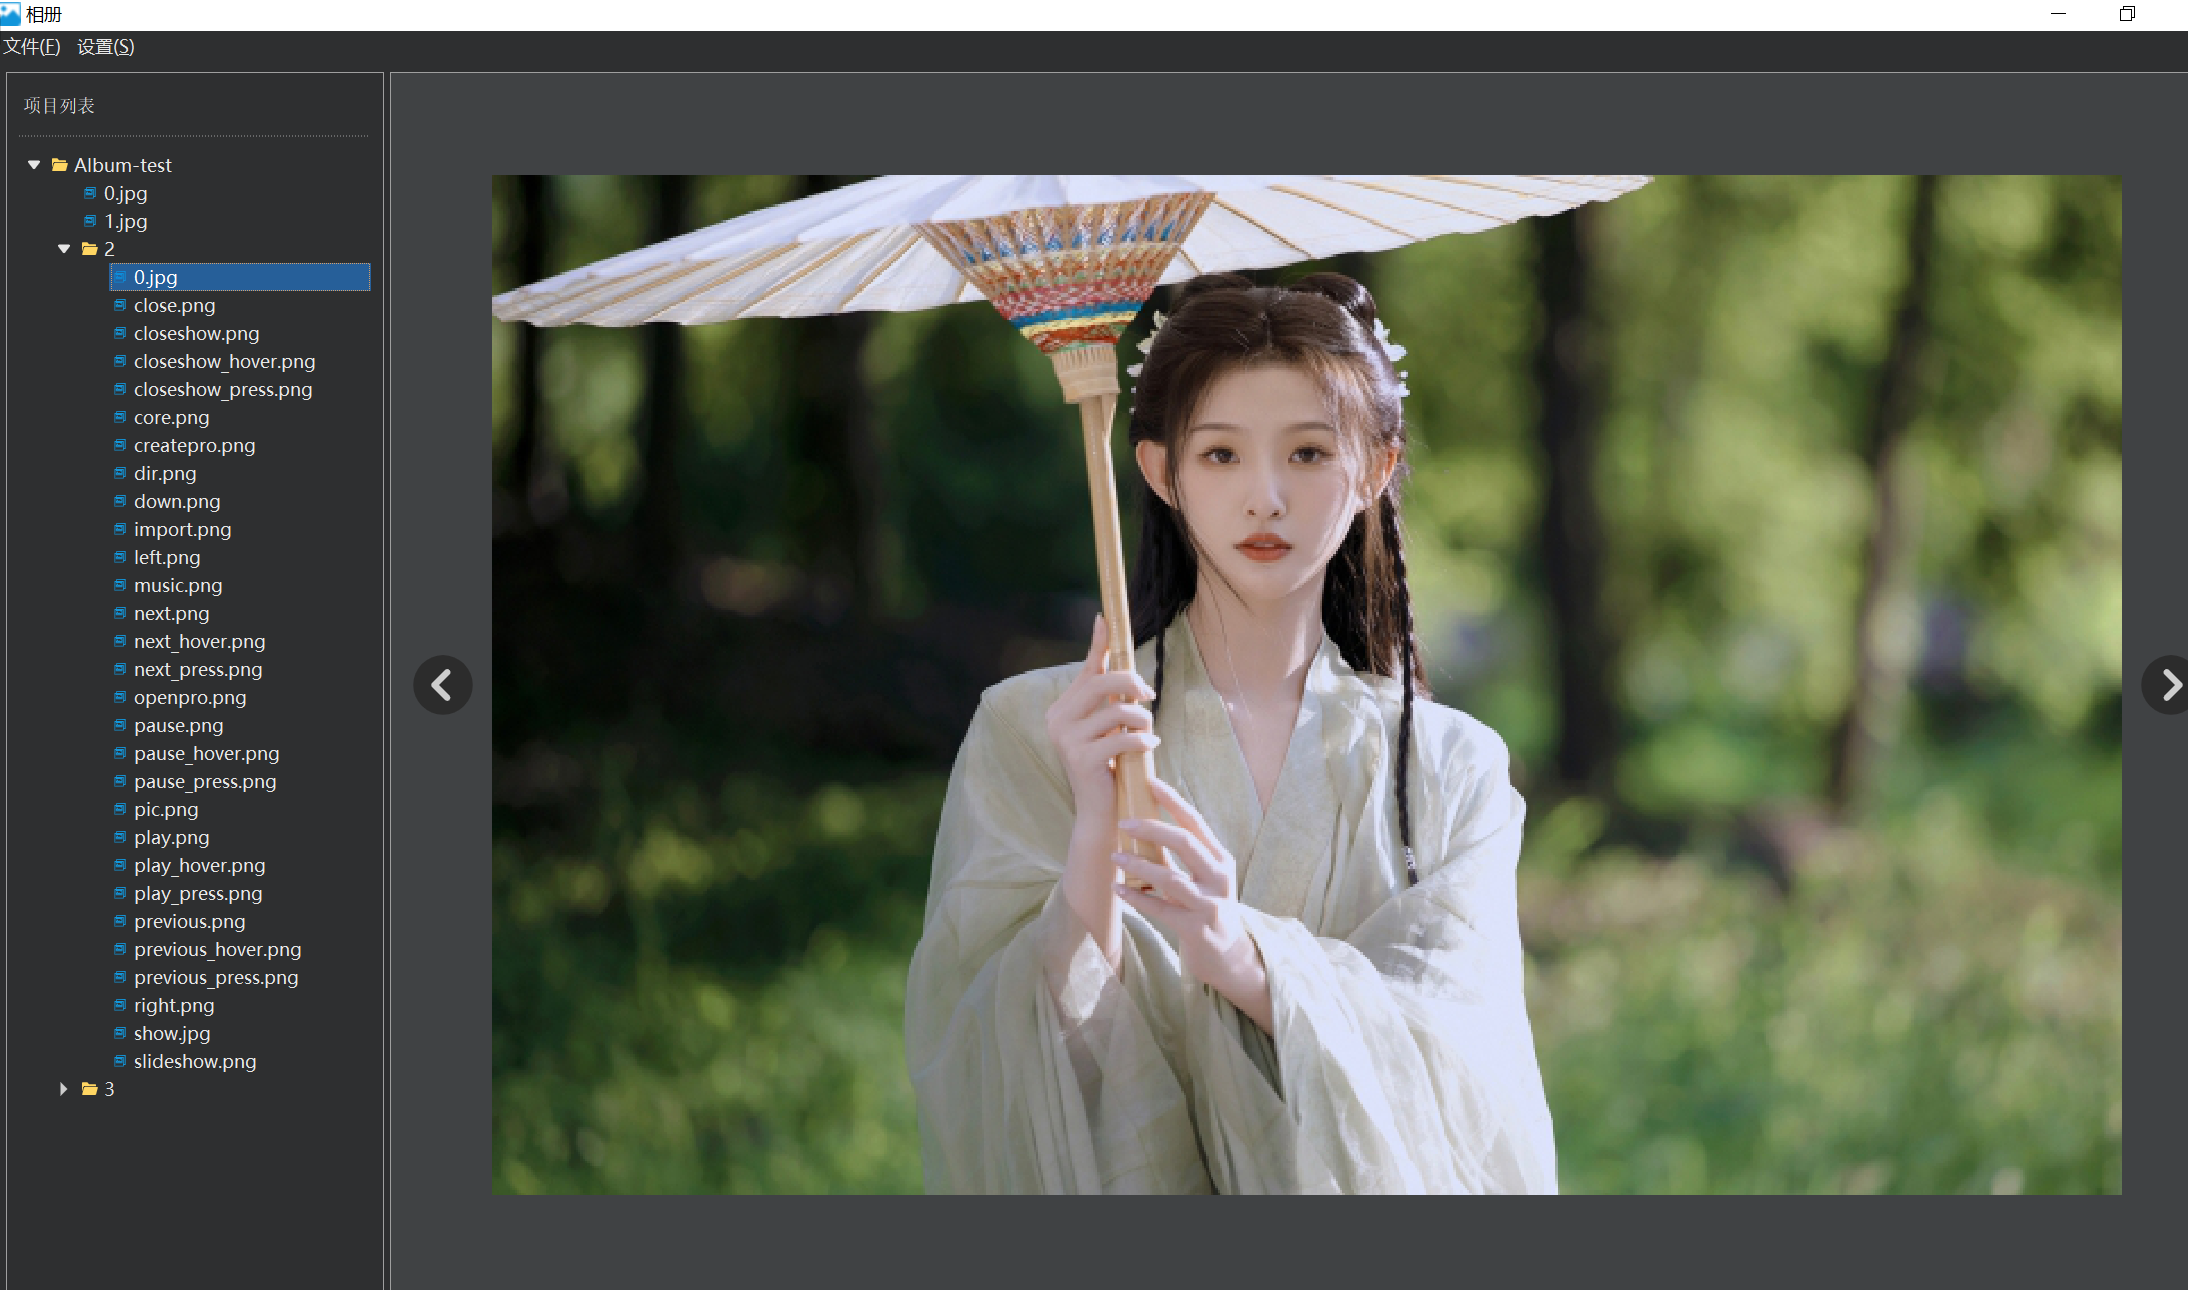 相册
文件(F) 设置(S)
项目列表
Album-test
0.jpg
1.jpg
2
0.jpg
close.png
closeshow.png
closeshow_hover.png
closeshow_press.png
core.png
createpro.png
dir.png
down.png
import.png
left.png
music.png
next.png
next_hover.png
next_press.png
openpro.png
pause.png
pause_hover.png
pause_press.png
pic.png
play.png
play_hover.png
play_press.png
previous.png
previous_hover.png
previous_press.png
right.png
show.jpg
slideshow.png
3